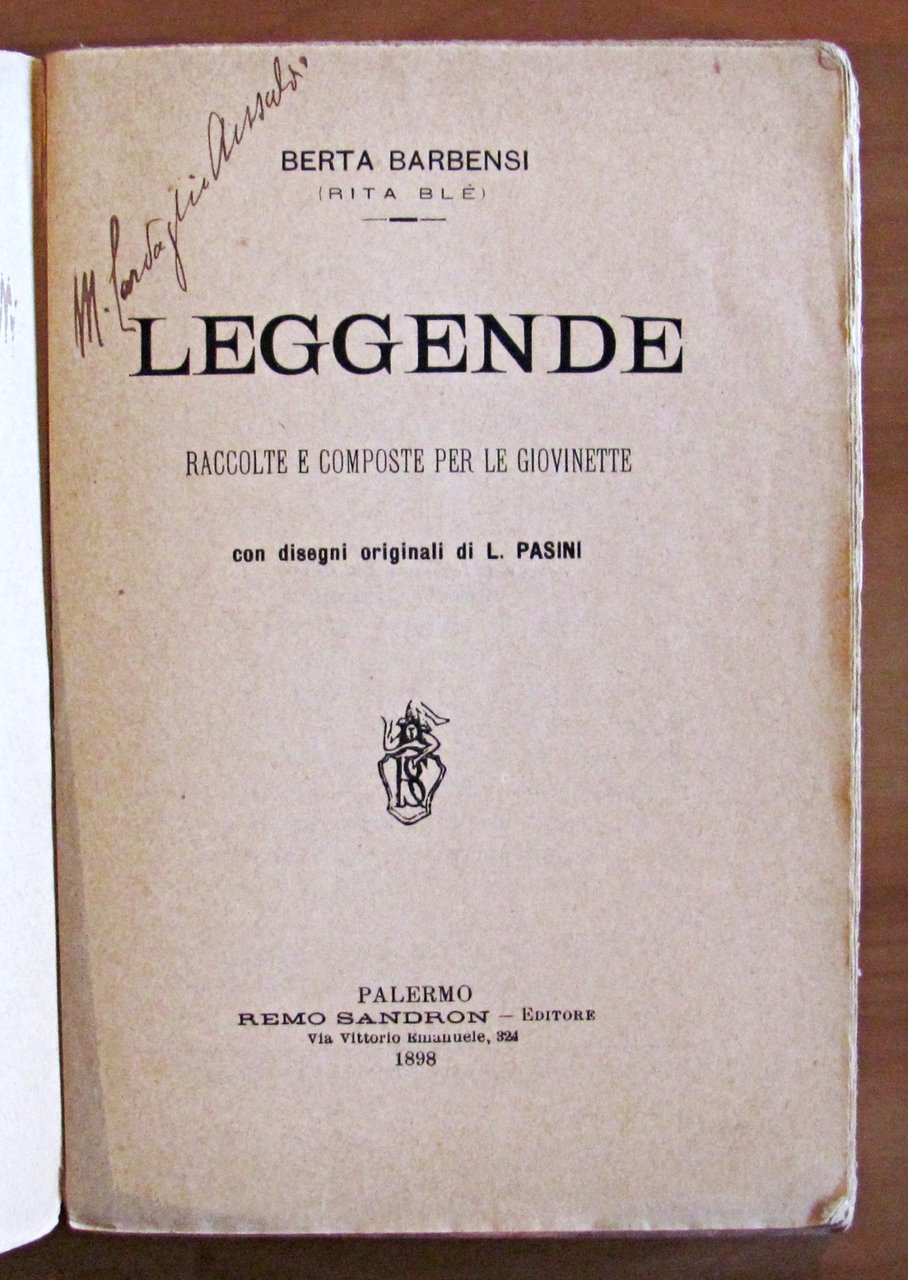 BERTA BARBENSI
(RITA BLÉ)
LEGGENDE
RACCOLTE E COMPOSTE PER LE GIOVINETTE
con disegni originali di L. PASINI
RS
PALERMO
REMO SANDRON — EDITORE
Via Vittorio Emanuele, 324
1898